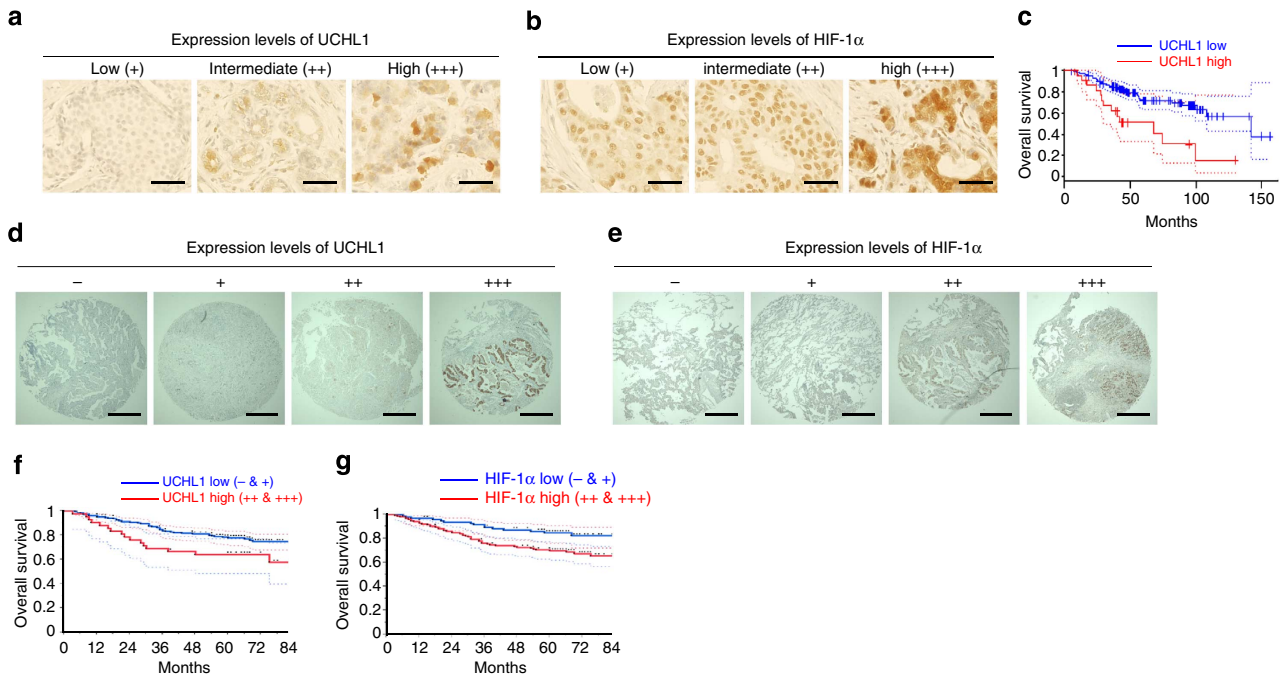 a
Expression levels of UCHL1
Low (+) Intermediate (++) High (+++)
b
Expression levels of HIF-1α
Low (+) intermediate (++) high (+++)
c
UCHL1 low
UCHL1 high
Overall survival
1
0.8
0.6
0.4
0.2
0
0 50 100 150
Months
d
Expression levels of UCHL1
– + ++ +++
e
Expression levels of HIF-1α
– + ++ +++
f
UCHL1 low (– & +)
UCHL1 high (++ & +++)
Overall survival
1
0.8
0.6
0.4
0.2
0
0 12 24 36 48 60 72 84
Months
g
HIF-1α low (– & +)
HIF-1α high (++ & +++)
Overall survival
1
0.8
0.6
0.4
0.2
0
0 12 24 36 48 60 72 84
Months